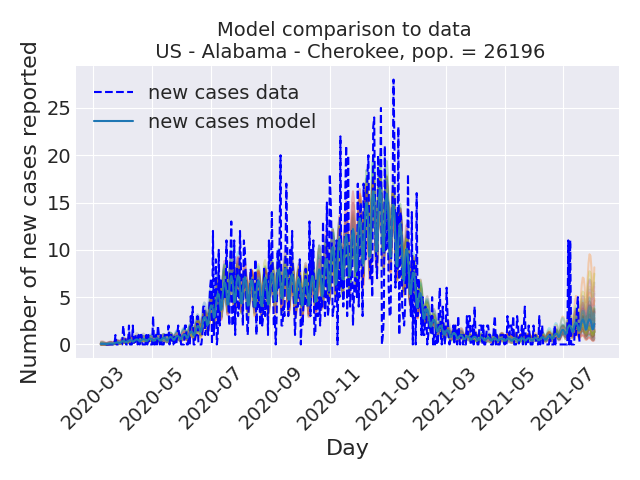 Model comparison to data
US - Alabama - Cherokee, pop. = 26196
Number of new cases reported
25
20
15
10
5
0
new cases data
new cases model
2020-03
2020-05
2020-07
2020-09
2020-11
2021-01
2021-03
2021-05
2021-07
Day